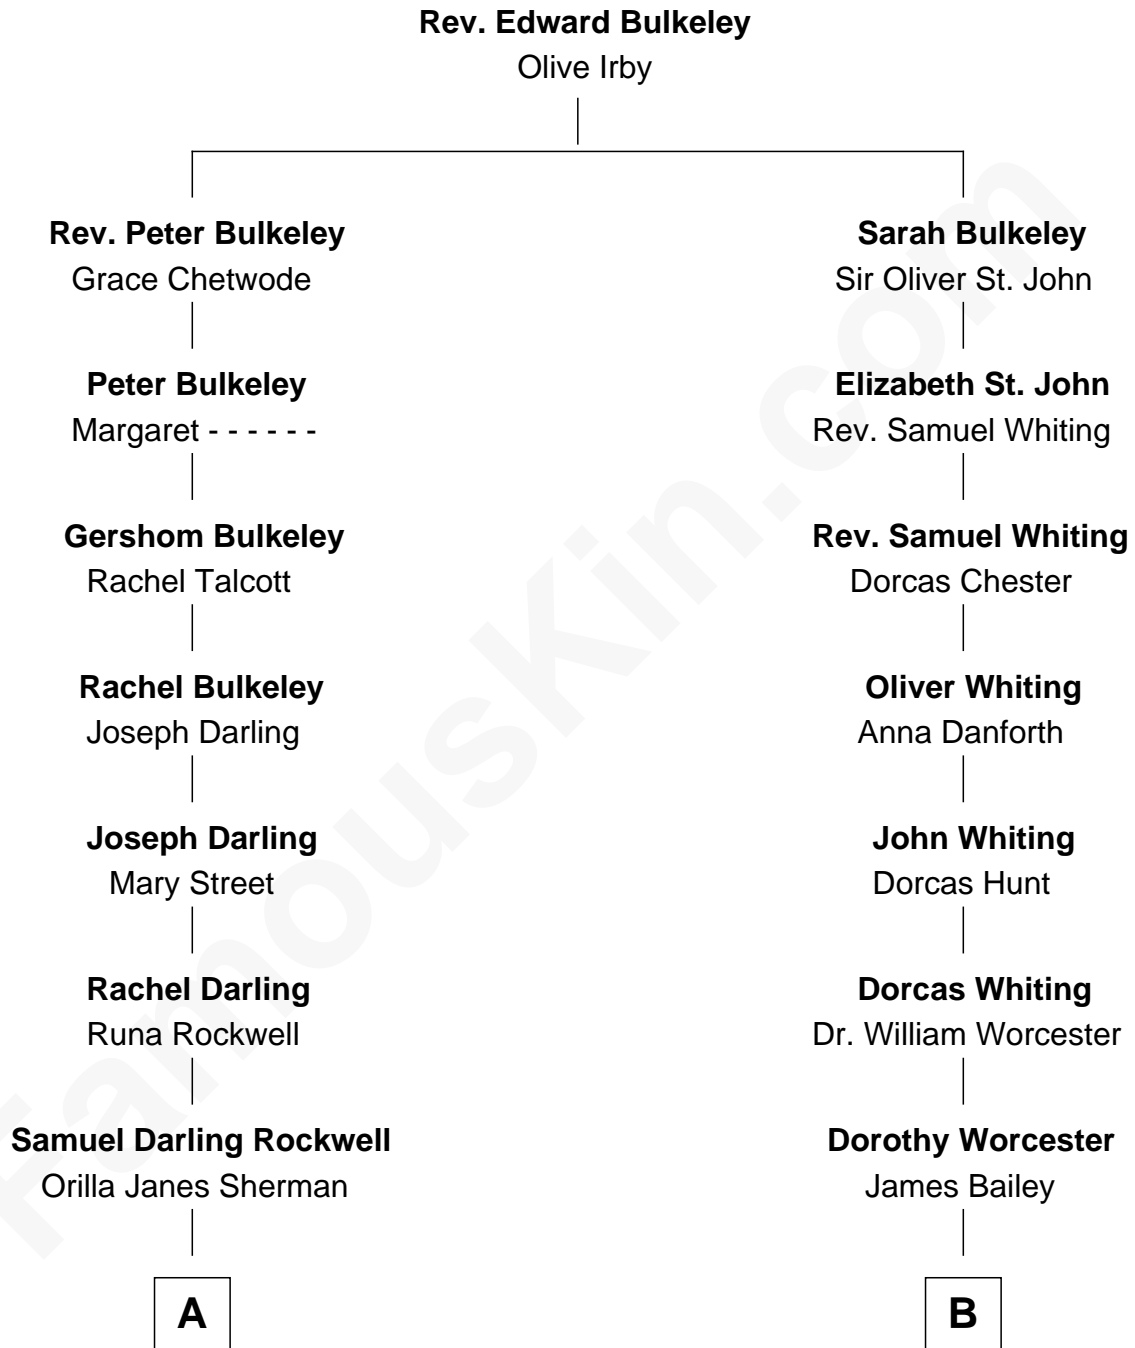 Rev. Edward Bulkeley
Olive Irby
Rev. Peter Bulkeley
Grace Chetwode
Peter Bulkeley
Margaret - - - - - -
Gershom Bulkeley
Rachel Talcott
Rachel Bulkeley
Joseph Darling
Joseph Darling
Mary Street
Rachel Darling
Runa Rockwell
Samuel Darling Rockwell
Orilla Janes Sherman
A
Sarah Bulkeley
Sir Oliver St. John
Elizabeth St. John
Rev. Samuel Whiting
Rev. Samuel Whiting
Dorcas Chester
Oliver Whiting
Anna Danforth
John Whiting
Dorcas Hunt
Dorcas Whiting
Dr. William Worcester
Dorothy Worcester
James Bailey
B
FamousKin.com